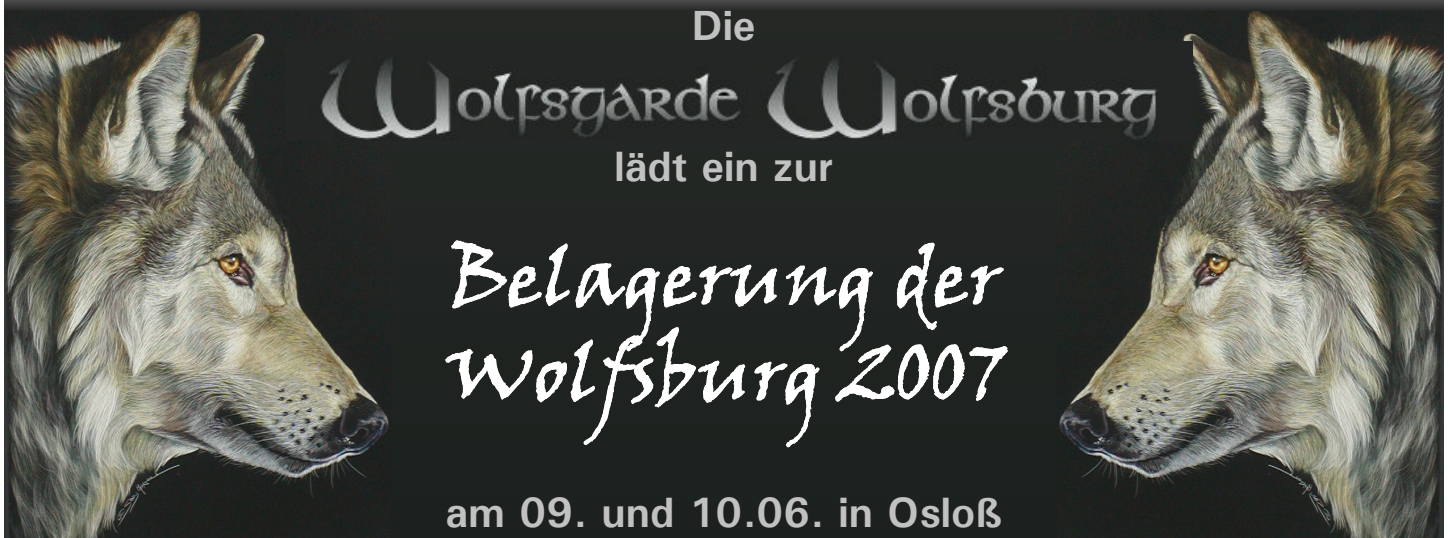 Die
Wolfsgarde Wolfsburg
lädt ein zur
Belagerung der
Wolfsburg 2007
am 09. und 10.06. in Osloß